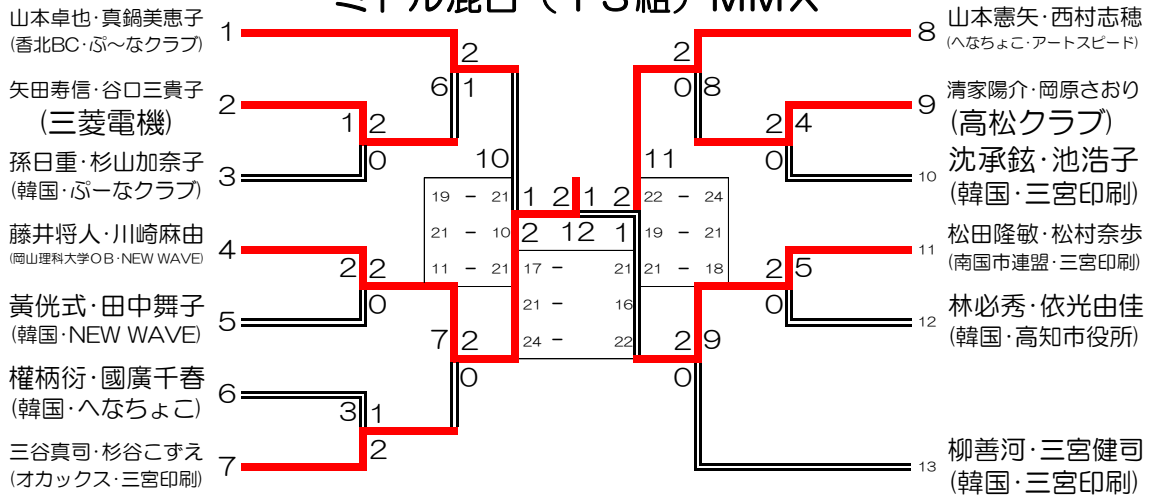 ミドル混合（13組）MMX
山本卓也・真鍋美恵子
(香北BC・ぷ〜なクラブ)
1
矢田寿信・谷口三貴子
(三菱電機)
2
孫日重・杉山加奈子
(韓国・ぷーなクラブ)
3
藤井将人・川崎麻由
(岡山理科大学OB・NEW WAVE)
4
黃侊式・田中舞子
(韓国・NEW WAVE)
5
權柄衍・國廣千春
(韓国・へなちょこ)
6
三谷真司・杉谷こずえ
(オカックス・三宮印刷)
7
2
6 1
1 2
0
2 2
0
7 2
0
3 1
2
10
19 - 21
21 - 10
11 - 21
1 2 1 2
2 12 1
17 - 21
21 - 16
24 - 22
11
22 - 24
19 - 21
21 - 18
2
0 8
2 4
0
2 5
0
2 9
0
8
山本憲矢・西村志穂
(へなちょこ・アートスピード)
9
清家陽介・岡原さおり
(高松クラブ)
10
沈承鉉・池浩子
(韓国・三宮印刷)
11
松田隆敏・松村奈歩
(南国市連盟・三宮印刷)
12
林必秀・依光由佳
(韓国・高知市役所)
13
柳善河・三宮健司
(韓国・三宮印刷)